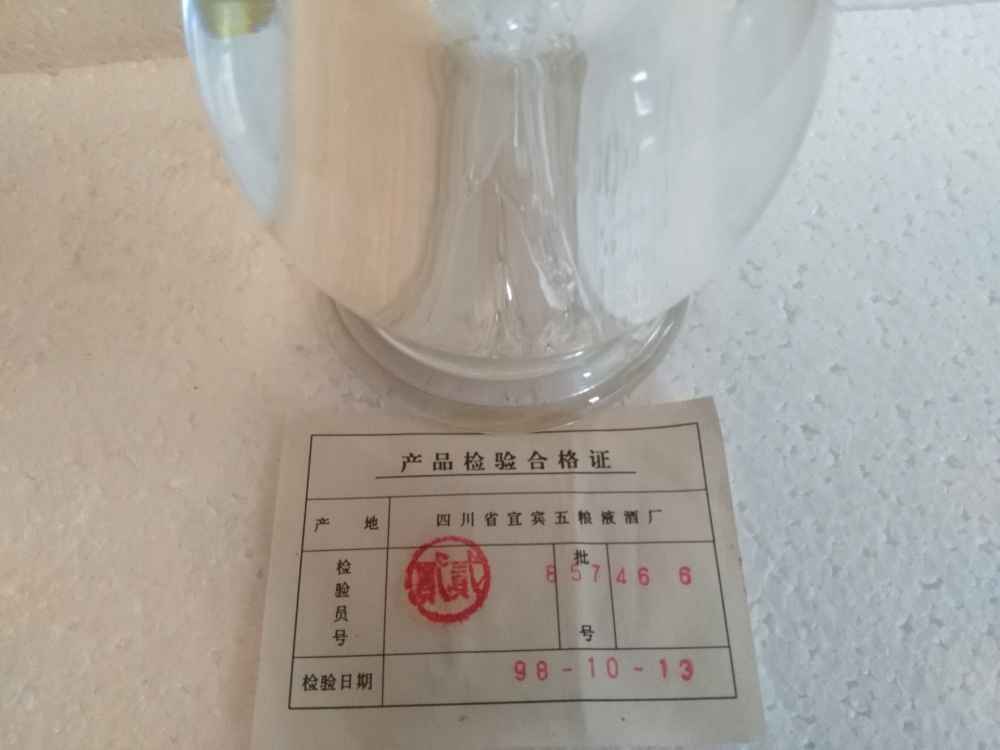 产品检验合格证
产地 四川省宜宾五粮液酒厂
检验员号 贰 批号 857466
检验日期 98-10-13